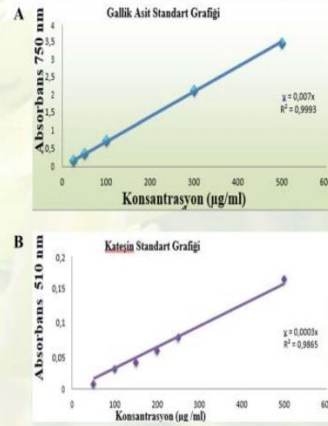 A
Gallik Asit Standart Grafiği
Absorbans 750 nm
4
3,5
3
2,5
2
1,5
1
0,5
0
y = 0,007x
R² = 0,9993
0 100 200 300 400 500 60
Konsantrasyon (µg/ml)
B
Kateşin Standart Grafiği
Absorbans 510 nm
0,2
0,15
0,1
0,05
0
y = 0,0003x
R² = 0,9865
0 100 200 300 400 500 60
Konsantrasyon (µg /ml)